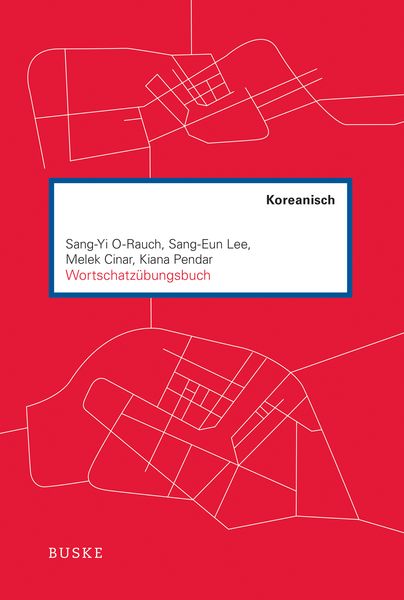 Koreanisch
Sang-Yi O-Rauch, Sang-Eun Lee,
Melek Cinar, Kiana Pendar
Wortschatzübungsbuch
BUSKE